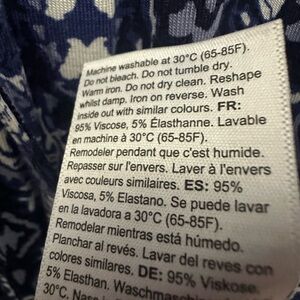 Machine washable at 30°C (65-85F).
Do not bleach. Do not tumble dry.
Warm iron. Do not dry clean. Reshape
whilst damp. Iron on reverse. Wash
inside out with similar colours. FR:
95% Viscose, 5% Elasthanne. Lavable
en machine à 30°C (65-85F).
Remodeler pendant que c'est humide.
Repasser sur l'envers. Laver à l'envers
avec couleurs similaires. ES: 95%
Viscosa, 5% Elastano. Se puede lavar
en la lavadora a 30°C (65-85F).
Remodelar mientras está húmedo.
Planchar al revés. Lavar del revés con
colores similares. DE: 95% Viskose,
5% Elasthan. Waschmasch
30°C.